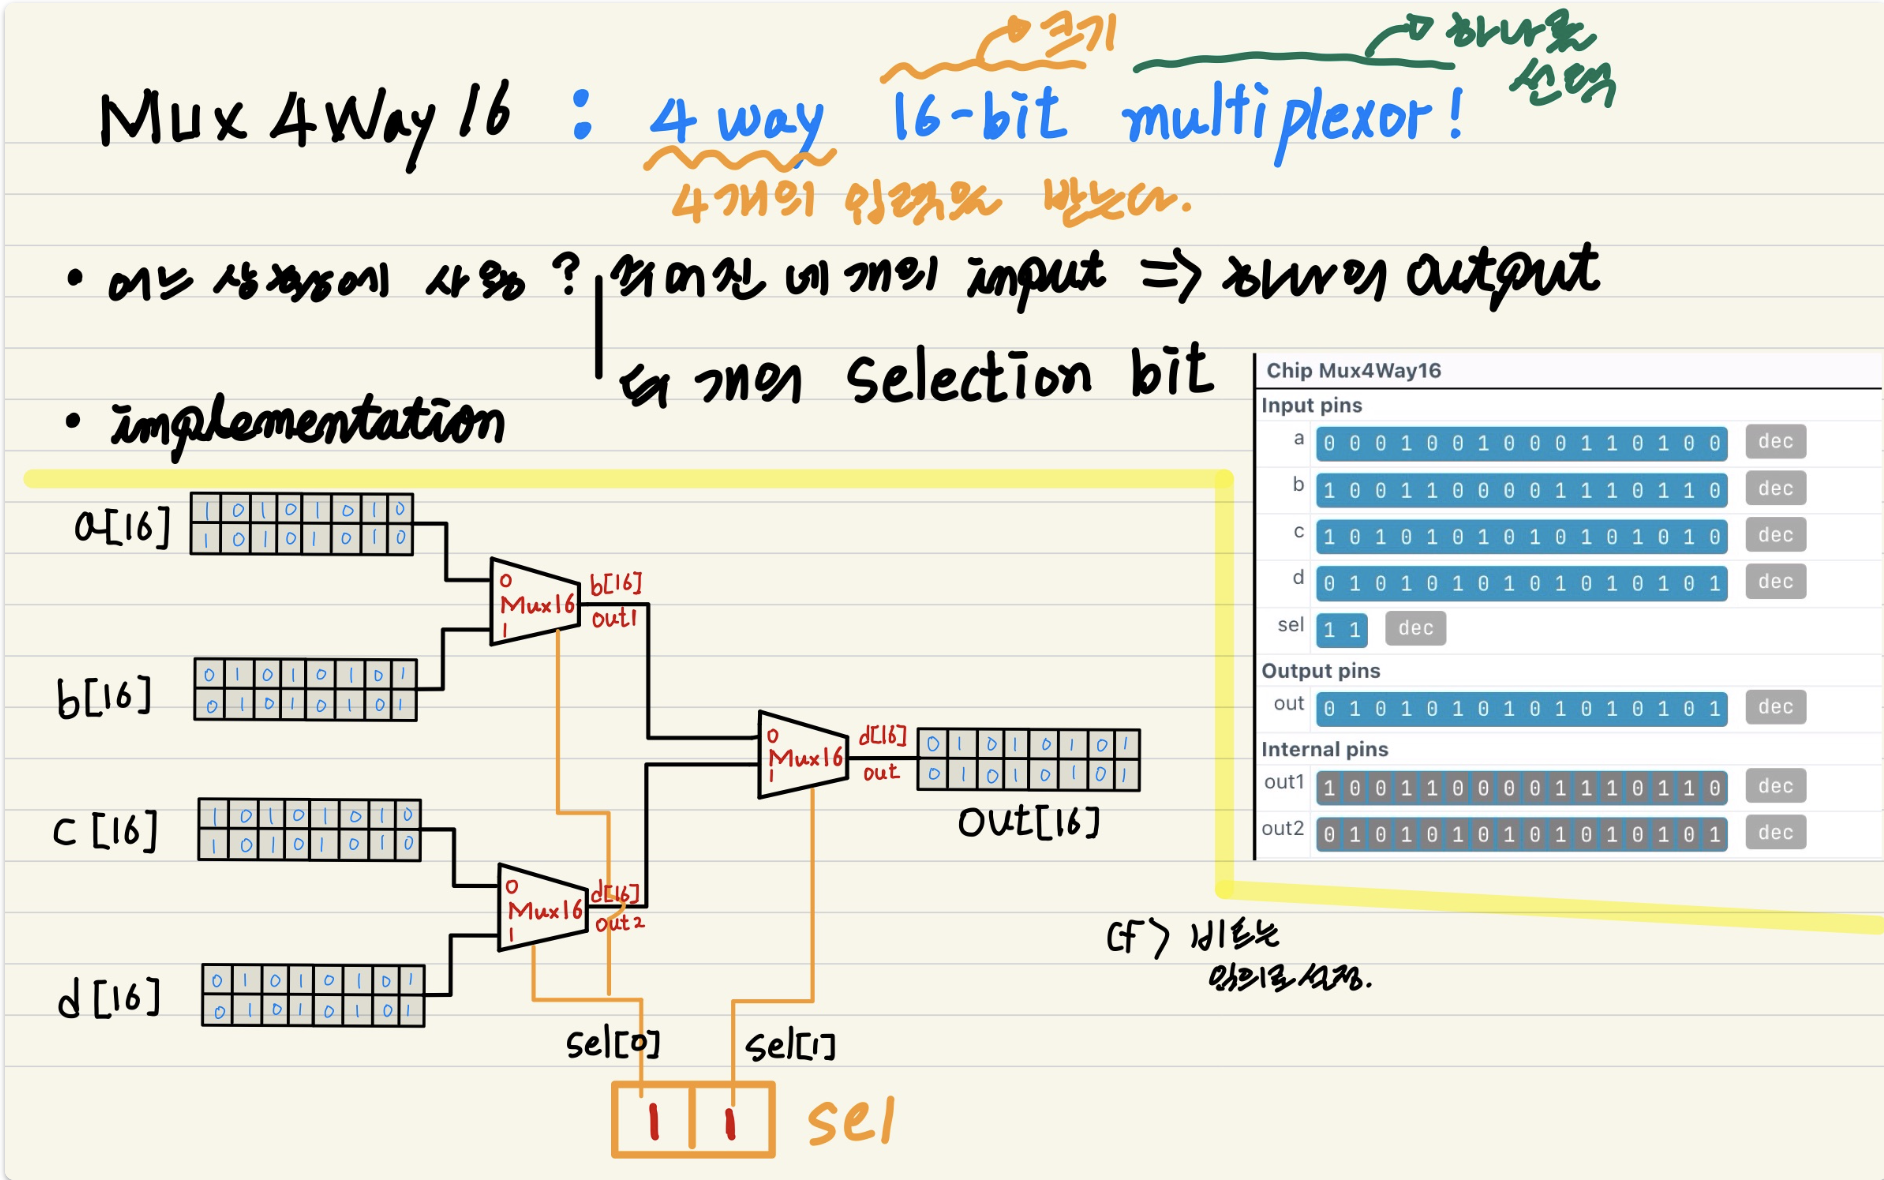 크기
하나를
선택
Mux 4Way 16 : 4 way 16-bit multiplexor!
4개의 입력을 받는다.
• 어느 상황에 사용? 주어진 네 개의 input => 하나의 output
두 개의 Selection bit
• implementation
Chip Mux4Way16
Input pins
a 0 0 0 1 0 0 1 0 0 0 1 1 0 1 0 0 dec
b 1 0 0 1 1 0 0 0 0 1 1 1 0 1 1 0 dec
c 1 0 1 0 1 0 1 0 1 0 1 0 1 0 1 0 dec
d 0 1 0 1 0 1 0 1 0 1 0 1 0 1 0 1 dec
sel 1 1 dec
Output pins
out 0 1 0 1 0 1 0 1 0 1 0 1 0 1 0 1 dec
Internal pins
out1 1 0 0 1 1 0 0 0 0 1 1 1 0 1 1 0 dec
out2 0 1 0 1 0 1 0 1 0 1 0 1 0 1 0 1 dec
a[16]
1 0 1 0 1 0 1 0
1 0 1 0 1 0 1 0
0
Mux16
1
b[16]
out1
b[16]
0 1 0 1 0 1 0 1
0 1 0 1 0 1 0 1
0
Mux16
1
d[16]
out
0 1 0 1 0 1 0 1
0 1 0 1 0 1 0 1
out[16]
c[16]
1 0 1 0 1 0 1 0
1 0 1 0 1 0 1 0
0
Mux16
1
d[16]
out2
d[16]
0 1 0 1 0 1 0 1
0 1 0 1 0 1 0 1
cf> 비트는
임의로 설정.
sel[0] sel[1]
1 1 sel